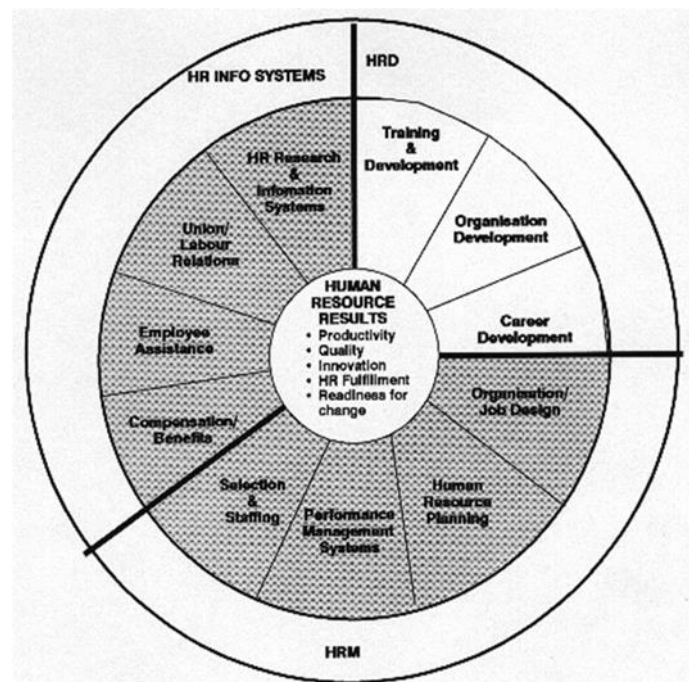 HR INFO SYSTEMS
HRD
Training
&
Development
Organisation
Development
Career
Development
Organisation/
Job Design
Human
Resource
Planning
Performance
Management
Systems
Selection
&
Staffing
Compensation/
Benefits
Employee
Assistance
Union/
Labour
Relations
HR Research
&
Infomation
Systems
HUMAN
RESOURCE
RESULTS
• Productivity
• Quality
• Innovation
• HR Fulfillment
• Readiness for
change
HRM